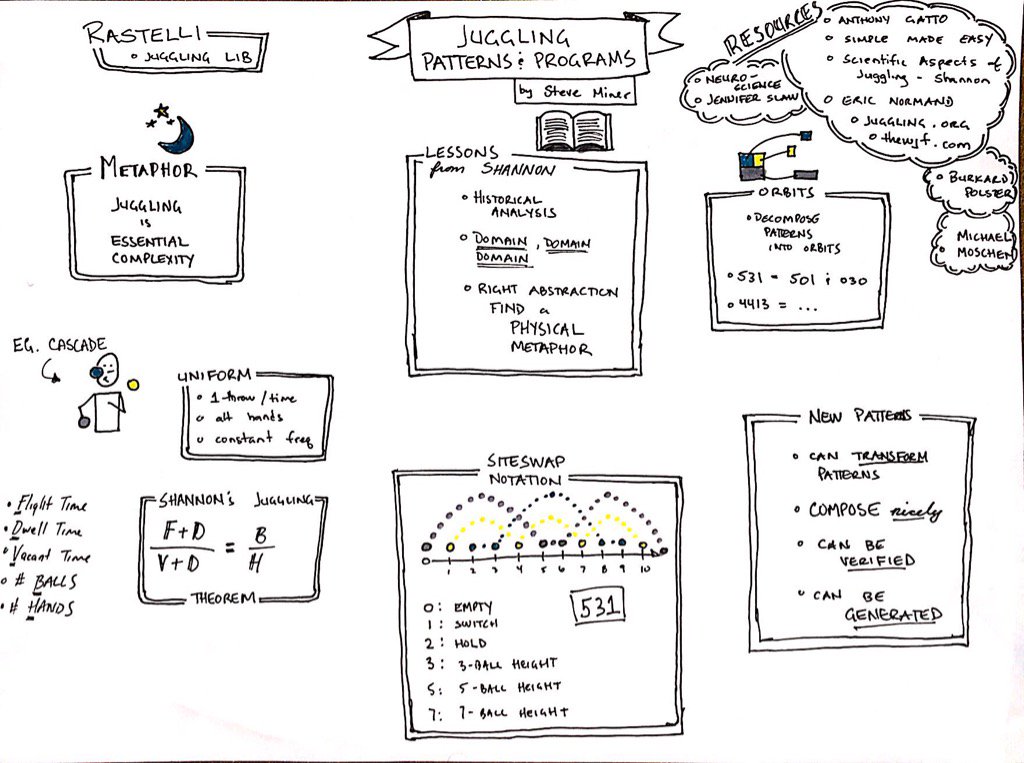 RASTELLI
• JUGGLING LIB
JUGGLING
PATTERNS & PROGRAMS
by Steve Miner
RESOURCES
• NEURO-
SCIENCE
• JENNIFER SLAW
• ANTHONY GATTO
• SIMPLE MADE EASY
• Scientific Aspects of
Juggling - Shannon
• ERIC NORMAND
• JUGGLING.ORG
• thewjf.com
• BURKARD
POLSTER
MICHAEL
• MOSCHEN
METAPHOR
JUGGLING
is
ESSENTIAL
COMPLEXITY
LESSONS
from SHANNON
• HISTORICAL
ANALYSIS
• DOMAIN, DOMAIN
DOMAIN
• RIGHT ABSTRACTION
FIND a
PHYSICAL
METAPHOR
ORBITS
• DECOMPOSE
PATTERNS
INTO ORBITS
• 531 = 501 & 030
• 4413 = ...
EG. CASCADE
UNIFORM
• 1-throw/time
• alt hands
• constant freq
• Flight Time
• Dwell Time
• Vacant Time
• # BALLS
• # HANDS
SHANNON'S JUGGLING
F+D / V+D = B / H
THEOREM
SITESWAP
NOTATION
0 1 2 3 4 5 6 7 8 9 10
531
0: EMPTY
1: SWITCH
2: HOLD
3: 3-BALL HEIGHT
5: 5-BALL HEIGHT
7: 7-BALL HEIGHT
NEW PATTERNS
• CAN TRANSFORM
PATTERNS
• COMPOSE nicely
• CAN BE
VERIFIED
• CAN BE
GENERATED